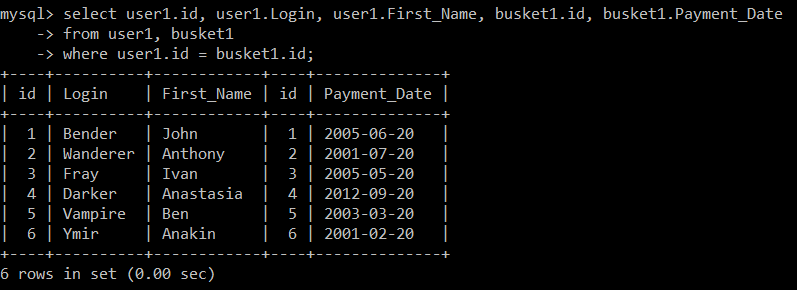 mysql> select user1.id, user1.Login, user1.First_Name, busket1.id, busket1.Payment_Date
    -> from user1, busket1
    -> where user1.id = busket1.id;
+----+----------+------------+----+--------------+
| id | Login    | First_Name | id | Payment_Date |
+----+----------+------------+----+--------------+
|  1 | Bender   | John       |  1 | 2005-06-20   |
|  2 | Wanderer | Anthony    |  2 | 2001-07-20   |
|  3 | Fray     | Ivan       |  3 | 2005-05-20   |
|  4 | Darker   | Anastasia  |  4 | 2012-09-20   |
|  5 | Vampire  | Ben        |  5 | 2003-03-20   |
|  6 | Ymir     | Anakin     |  6 | 2001-02-20   |
+----+----------+------------+----+--------------+
6 rows in set (0.00 sec)